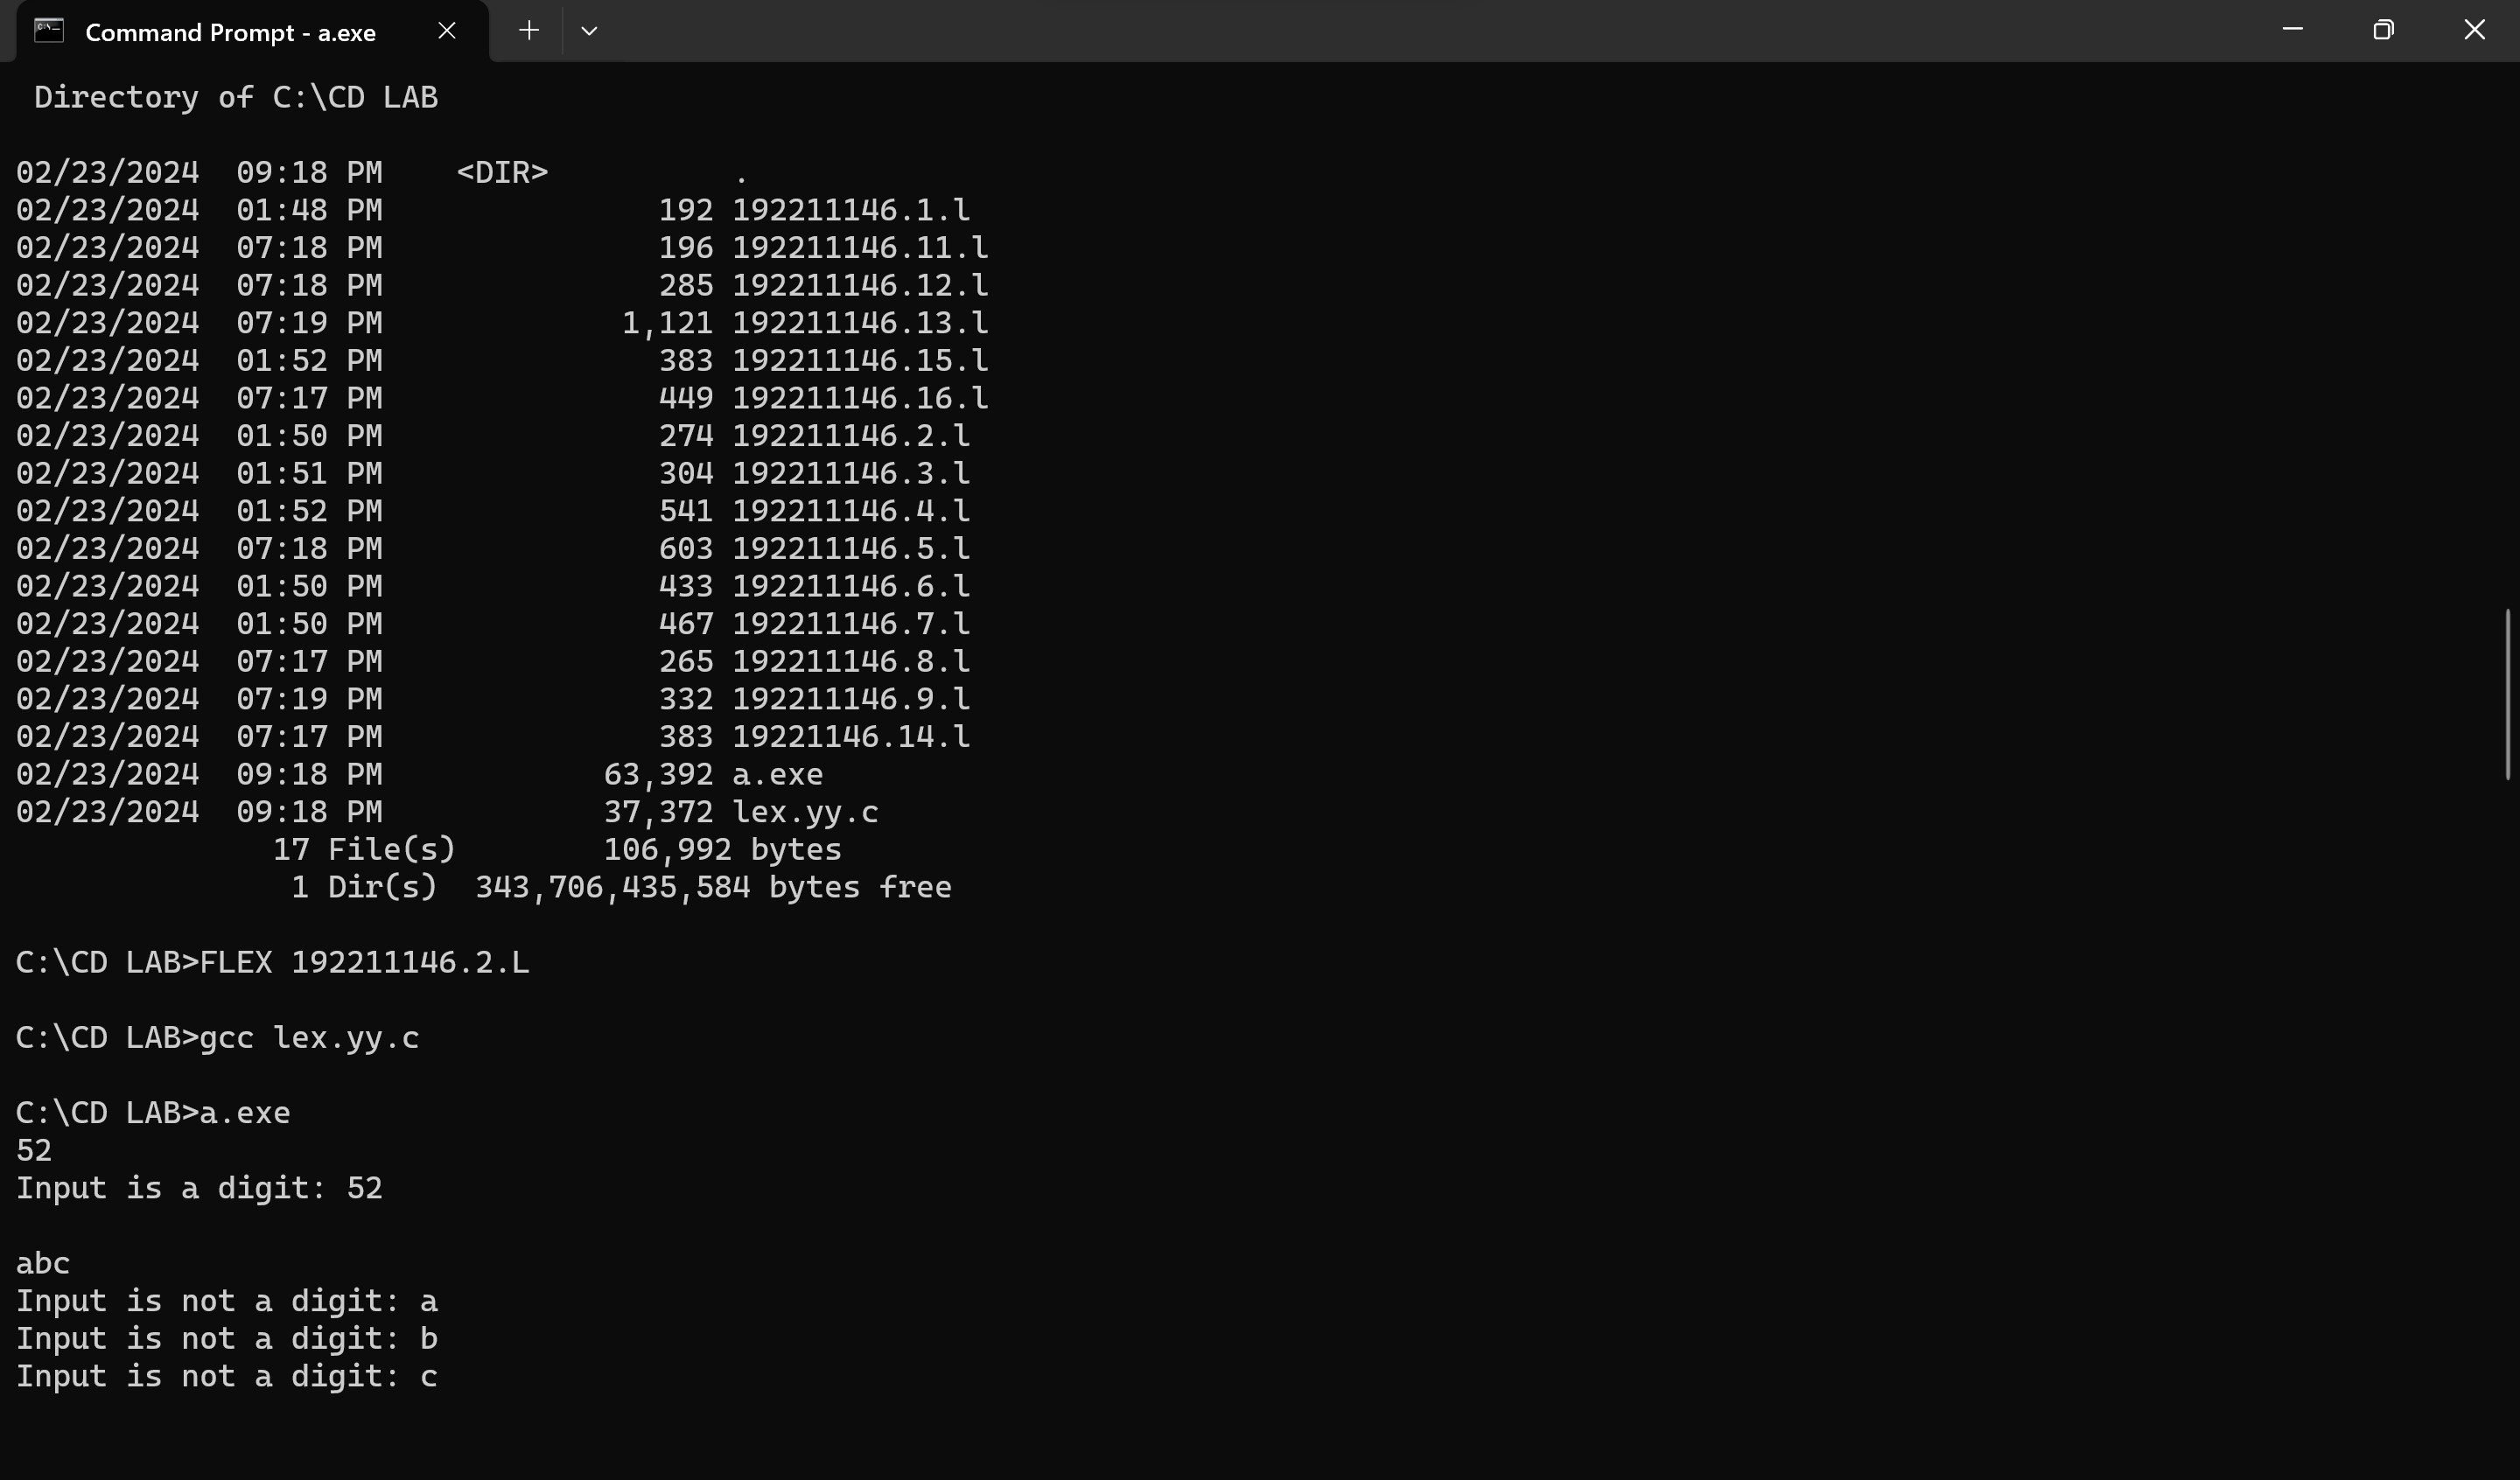 Command Prompt - a.exe
Directory of C:\CD LAB
02/23/2024  09:18 PM    <DIR>          .
02/23/2024  01:48 PM               192 192211146.1.l
02/23/2024  07:18 PM               196 192211146.11.l
02/23/2024  07:18 PM               285 192211146.12.l
02/23/2024  07:19 PM             1,121 192211146.13.l
02/23/2024  01:52 PM               383 192211146.15.l
02/23/2024  07:17 PM               449 192211146.16.l
02/23/2024  01:50 PM               274 192211146.2.l
02/23/2024  01:51 PM               304 192211146.3.l
02/23/2024  01:52 PM               541 192211146.4.l
02/23/2024  07:18 PM               603 192211146.5.l
02/23/2024  01:50 PM               433 192211146.6.l
02/23/2024  01:50 PM               467 192211146.7.l
02/23/2024  07:17 PM               265 192211146.8.l
02/23/2024  07:19 PM               332 192211146.9.l
02/23/2024  07:17 PM               383 19221146.14.l
02/23/2024  09:18 PM            63,392 a.exe
02/23/2024  09:18 PM            37,372 lex.yy.c
17 File(s)        106,992 bytes
1 Dir(s)  343,706,435,584 bytes free
C:\CD LAB>FLEX 192211146.2.L
C:\CD LAB>gcc lex.yy.c
C:\CD LAB>a.exe
52
Input is a digit: 52
abc
Input is not a digit: a
Input is not a digit: b
Input is not a digit: c